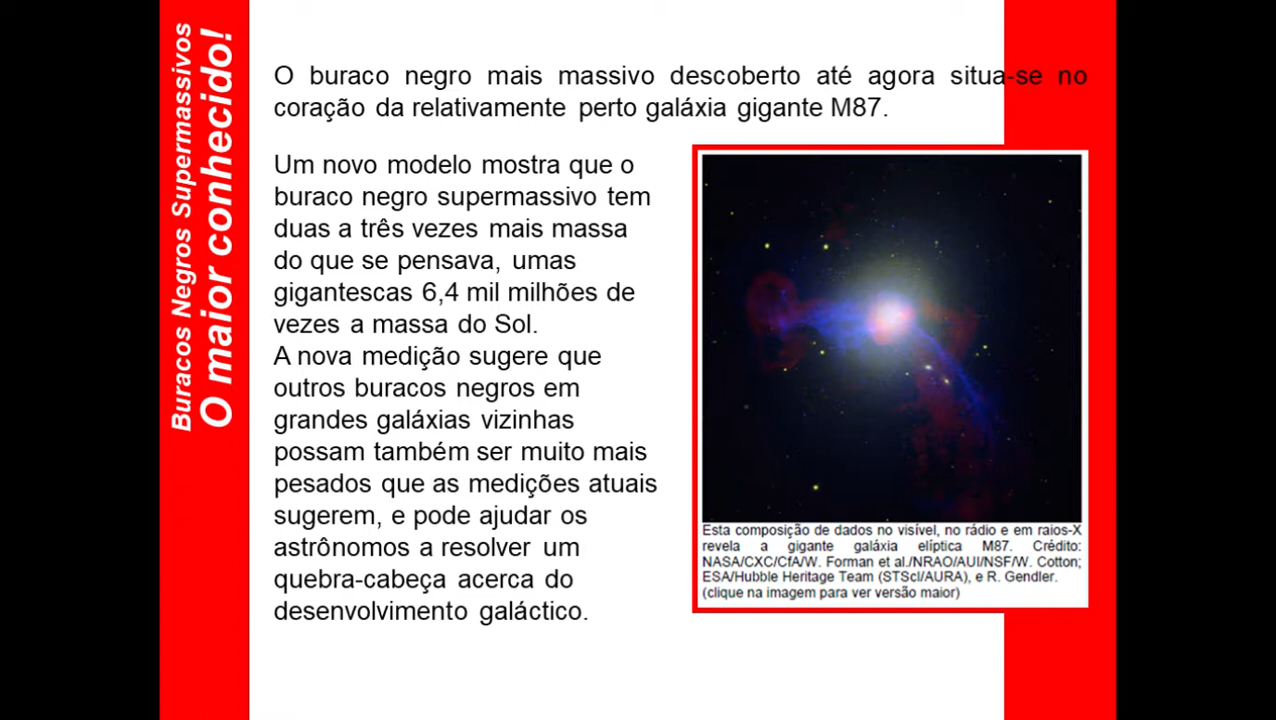 Buracos Negros Supermassivos
O maior conhecido!
O buraco negro mais massivo descoberto até agora situa-se no
coração da relativamente perto galáxia gigante M87.
Um novo modelo mostra que o
buraco negro supermassivo tem
duas a três vezes mais massa
do que se pensava, umas
gigantescas 6,4 mil milhões de
vezes a massa do Sol.
A nova medição sugere que
outros buracos negros em
grandes galáxias vizinhas
possam também ser muito mais
pesados que as medições atuais
sugerem, e pode ajudar os
astrônomos a resolver um
quebra-cabeça acerca do
desenvolvimento galáctico.
Esta composição de dados no visível, no rádio e em raios-X
revela a gigante galáxia elíptica M87. Crédito:
NASA/CXC/CfA/W. Forman et al./NRAO/AUI/NSF/W. Cotton;
ESA/Hubble Heritage Team (STScI/AURA), e R. Gendler.
(clique na imagem para ver versão maior)